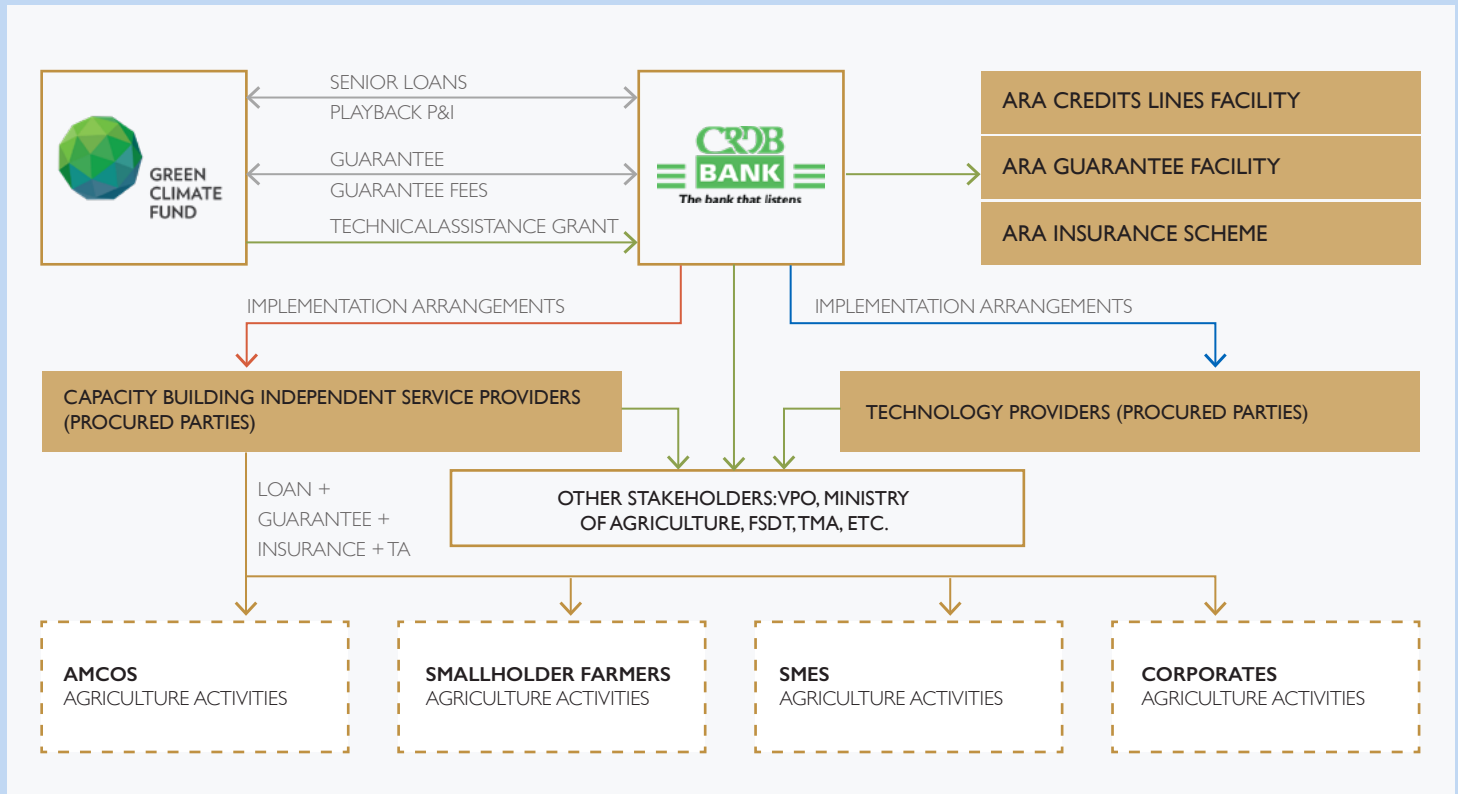 SENIOR LOANS
PLAYBACK P&I
GUARANTEE
GUARANTEE FEES
TECHNICALASSISTANCE GRANT
GREEN
CLIMATE
FUND
CRDB
BANK
The bank that listens
ARA CREDITS LINES FACILITY
ARA GUARANTEE FACILITY
ARA INSURANCE SCHEME
IMPLEMENTATION ARRANGEMENTS
IMPLEMENTATION ARRANGEMENTS
CAPACITY BUILDING INDEPENDENT SERVICE PROVIDERS
(PROCURED PARTIES)
TECHNOLOGY PROVIDERS (PROCURED PARTIES)
LOAN +
GUARANTEE +
INSURANCE + TA
OTHER STAKEHOLDERS: VPO, MINISTRY
OF AGRICULTURE, FSDT, TMA, ETC.
AMCOS
AGRICULTURE ACTIVITIES
SMALLHOLDER FARMERS
AGRICULTURE ACTIVITIES
SMES
AGRICULTURE ACTIVITIES
CORPORATES
AGRICULTURE ACTIVITIES